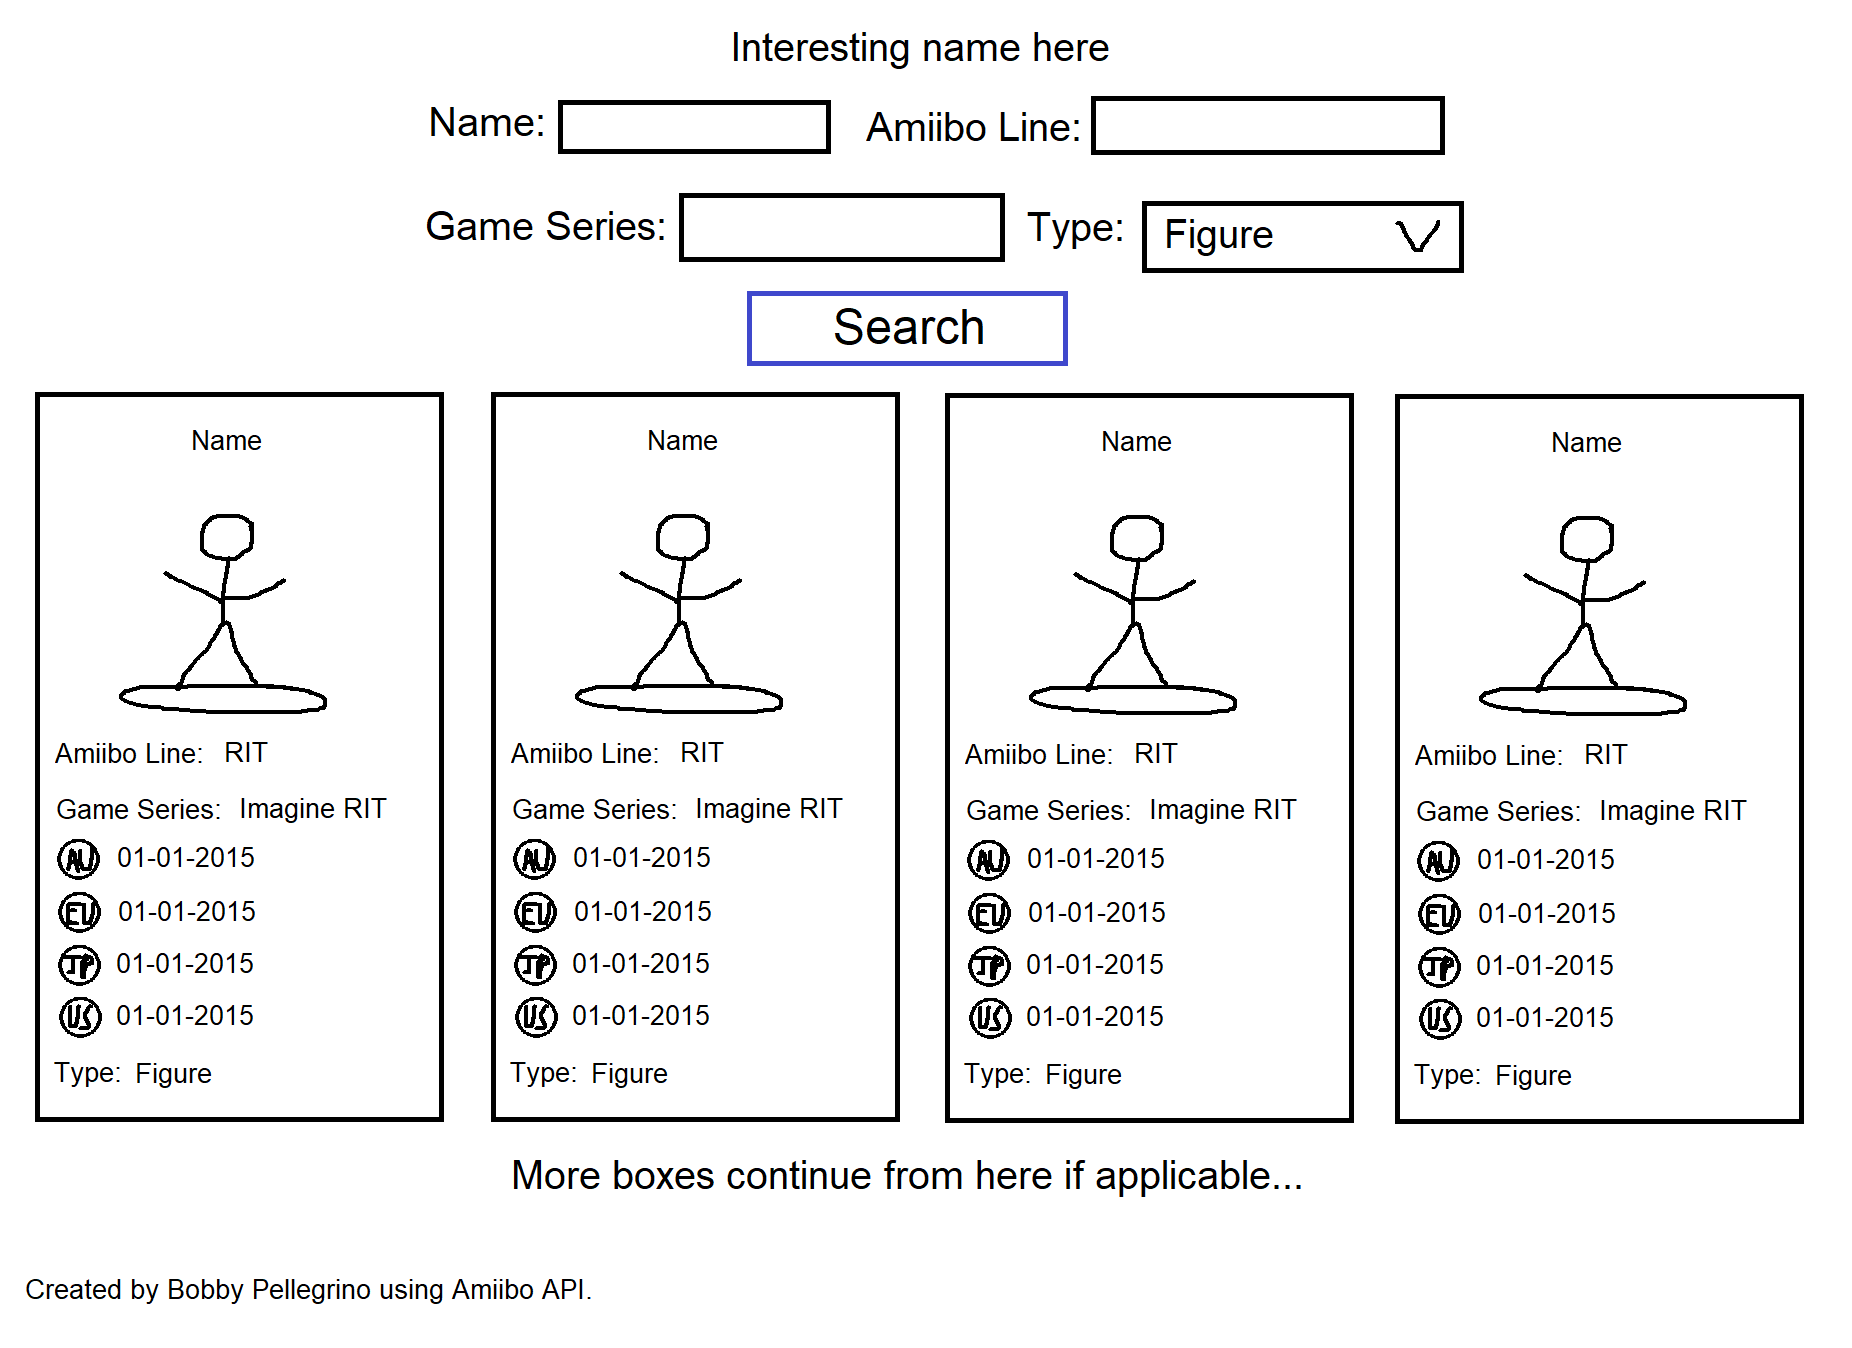 Interesting name here
Name: Amiibo Line:
Game Series: Type: Figure
Search
Name Name Name Name
Amiibo Line: RIT Amiibo Line: RIT Amiibo Line: RIT Amiibo Line: RIT
Game Series: Imagine RIT Game Series: Imagine RIT Game Series: Imagine RIT Game Series: Imagine RIT
AU 01-01-2015 AU 01-01-2015 AU 01-01-2015 AU 01-01-2015
EU 01-01-2015 EU 01-01-2015 EU 01-01-2015 EU 01-01-2015
JP 01-01-2015 JP 01-01-2015 JP 01-01-2015 JP 01-01-2015
US 01-01-2015 US 01-01-2015 US 01-01-2015 US 01-01-2015
Type: Figure Type: Figure Type: Figure Type: Figure
More boxes continue from here if applicable...
Created by Bobby Pellegrino using Amiibo API.